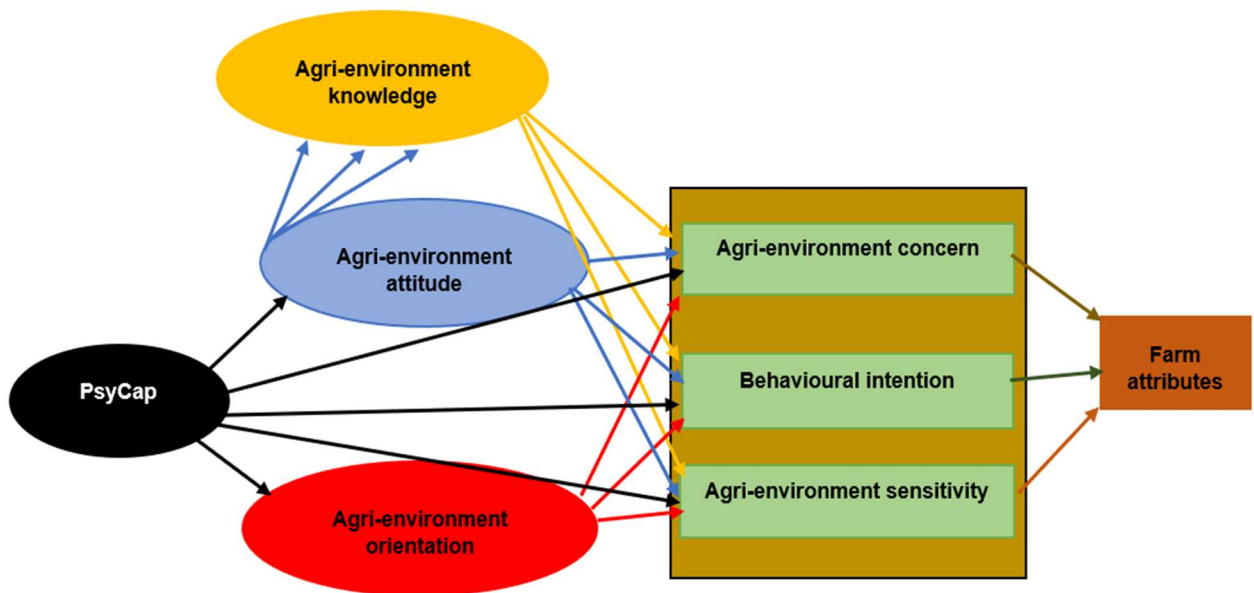 Agri-environment
knowledge
Agri-environment
attitude
PsyCap
Agri-environment
orientation
Agri-environment concern
Behavioural intention
Agri-environment sensitivity
Farm
attributes